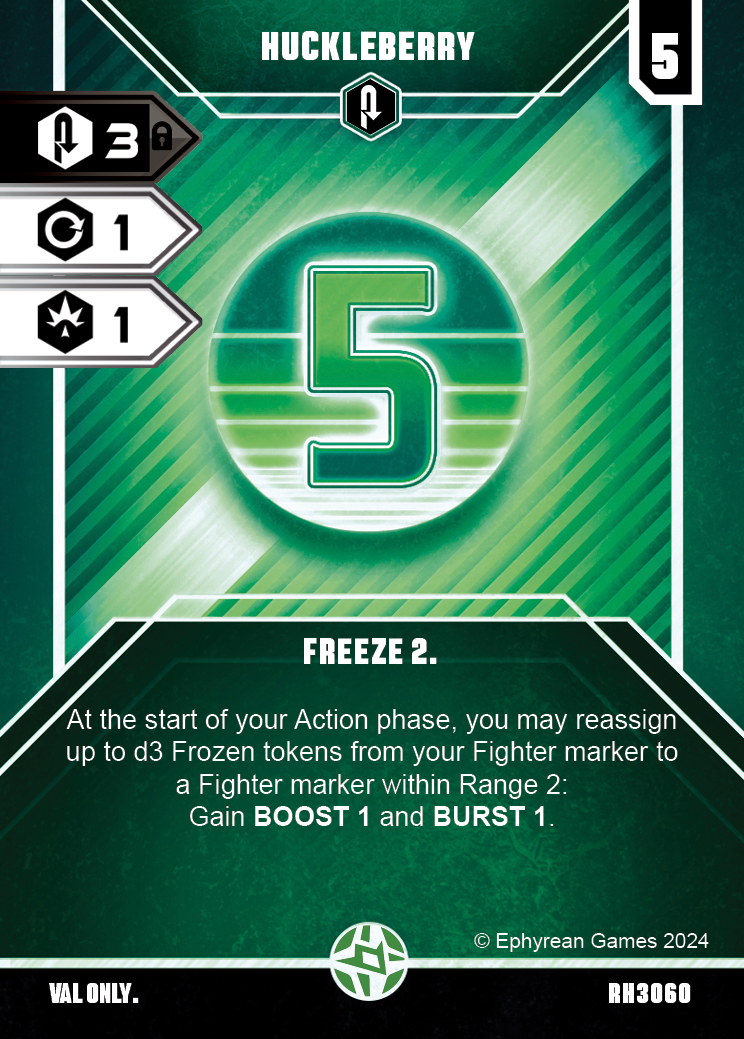 HUCKLEBERRY
5
3
1
1
5
FREEZE 2.
At the start of your Action phase, you may reassign
up to d3 Frozen tokens from your Fighter marker to
a Fighter marker within Range 2:
Gain BOOST 1 and BURST 1.
© Ephyrean Games 2024
VAL ONLY.
RH3060